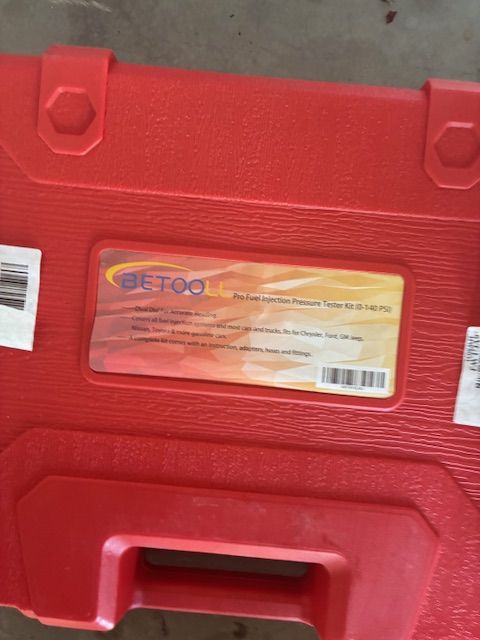 BETOOLL
Pro Fuel Injection Pressure Tester Kit (0-140 PSI)
Dual Dial For Accurate Reading.
Covers all fuel injection systems and most cars and trucks, fits for Chrysler, Ford, GM Jeep,
Nissan, Toyota & more gasoline cars.
A complete kit comes with an instruction, adapters, hoses and fittings.